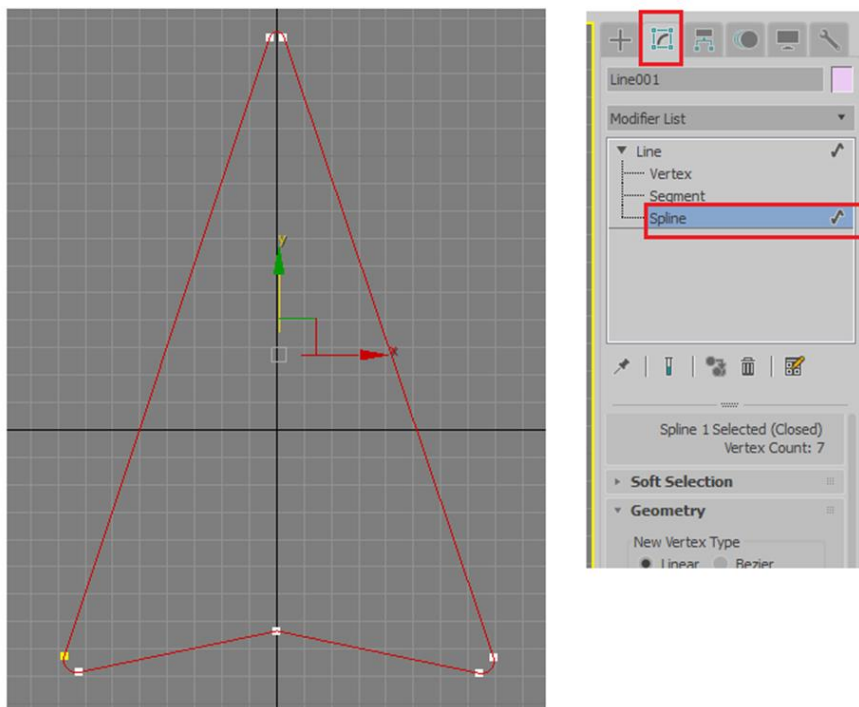 y
x
Line001
Modifier List
Line
Vertex
Segment
Spline
Spline 1 Selected (Closed)
Vertex Count: 7
Soft Selection
Geometry
New Vertex Type
Linear Bezier